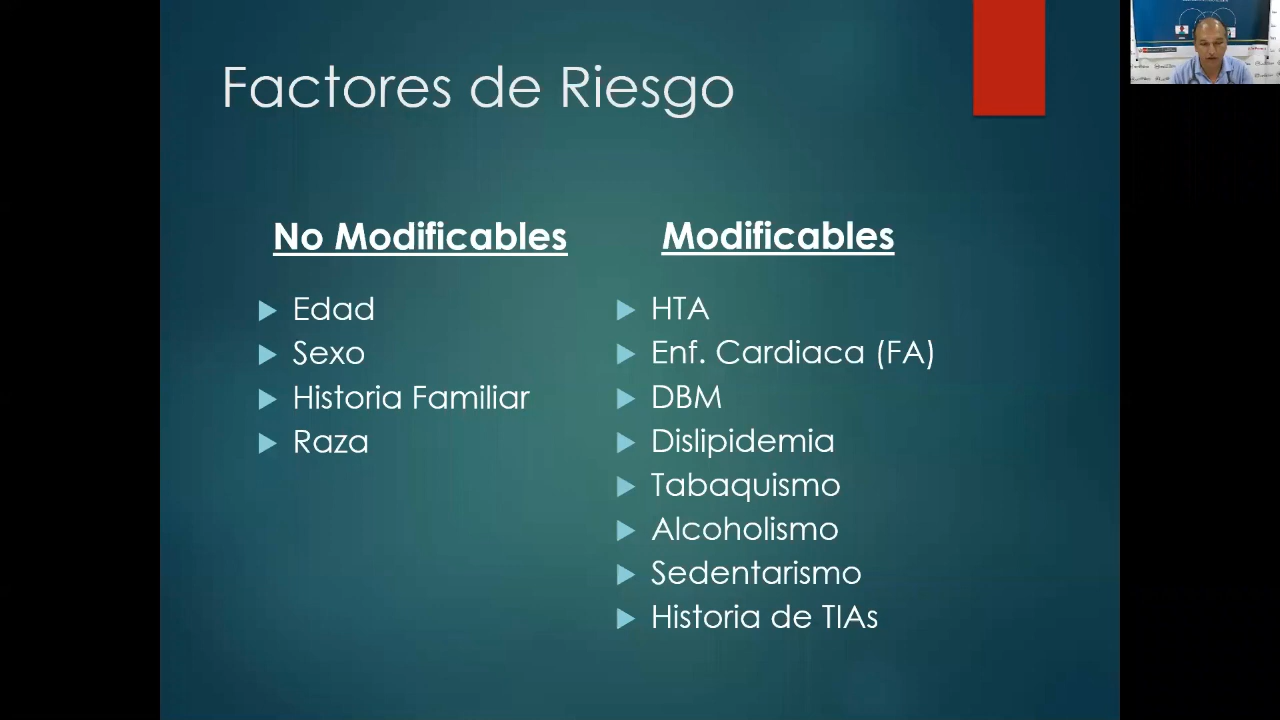 Factores de Riesgo
No Modificables
Edad
Sexo
Historia Familiar
Raza
Modificables
HTA
Enf. Cardiaca (FA)
DBM
Dislipidemia
Tabaquismo
Alcoholismo
Sedentarismo
Historia de TIAs